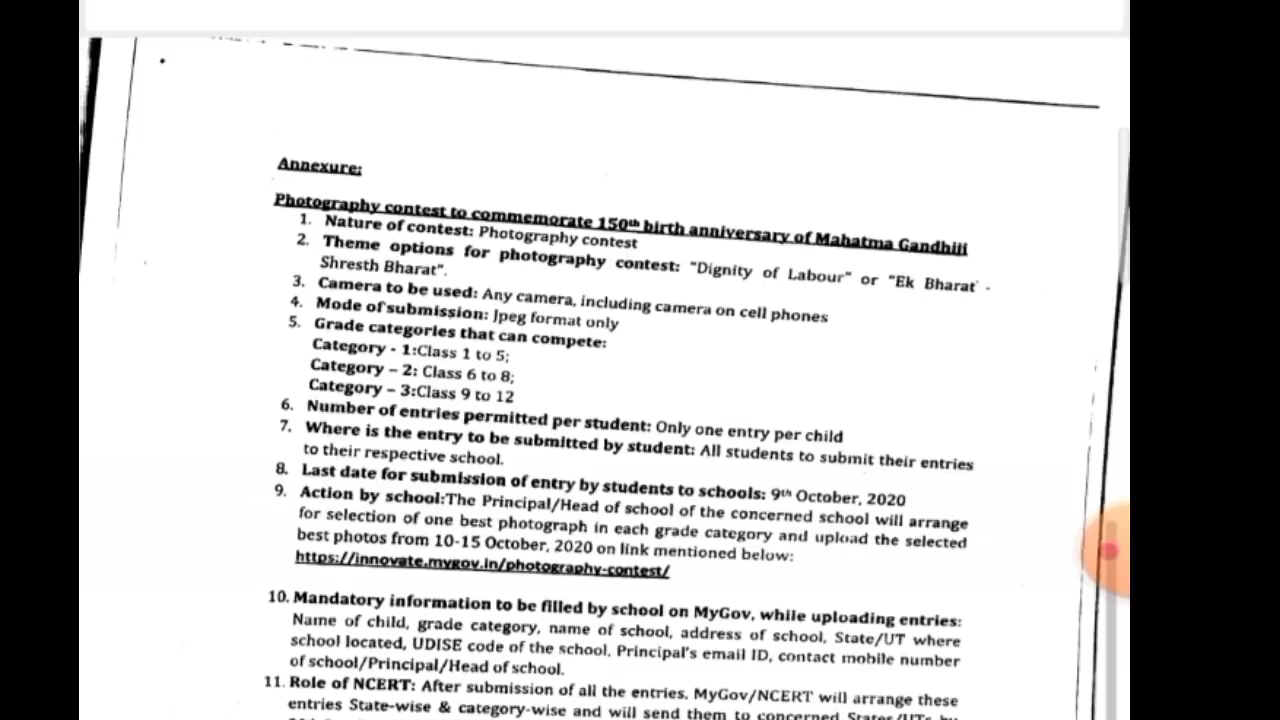 Annexure:
Photography contest to commemorate 150th birth anniversary of Mahatma Gandhiji
1. Nature of contest: Photography contest
2. Theme options for photography contest: "Dignity of Labour" or "Ek Bharat -
Shresth Bharat".
3. Camera to be used: Any camera, including camera on cell phones
4. Mode of submission: Jpeg format only
5. Grade categories that can compete:
Category - 1:Class 1 to 5;
Category – 2: Class 6 to 8;
Category – 3:Class 9 to 12
6. Number of entries permitted per student: Only one entry per child
7. Where is the entry to be submitted by student: All students to submit their entries
to their respective school.
8. Last date for submission of entry by students to schools: 9th October, 2020
9. Action by school:The Principal/Head of school of the concerned school will arrange
for selection of one best photograph in each grade category and upload the selected
best photos from 10-15 October, 2020 on link mentioned below:
https://innovate.mygov.in/photography-contest/
10. Mandatory information to be filled by school on MyGov, while uploading entries:
Name of child, grade category, name of school, address of school, State/UT where
school located, UDISE code of the school, Principal's email ID, contact mobile number
of school/Principal/Head of school.
11. Role of NCERT: After submission of all the entries, MyGov/NCERT will arrange these
entries State-wise & category-wise and will send them to concerned States/UTs by